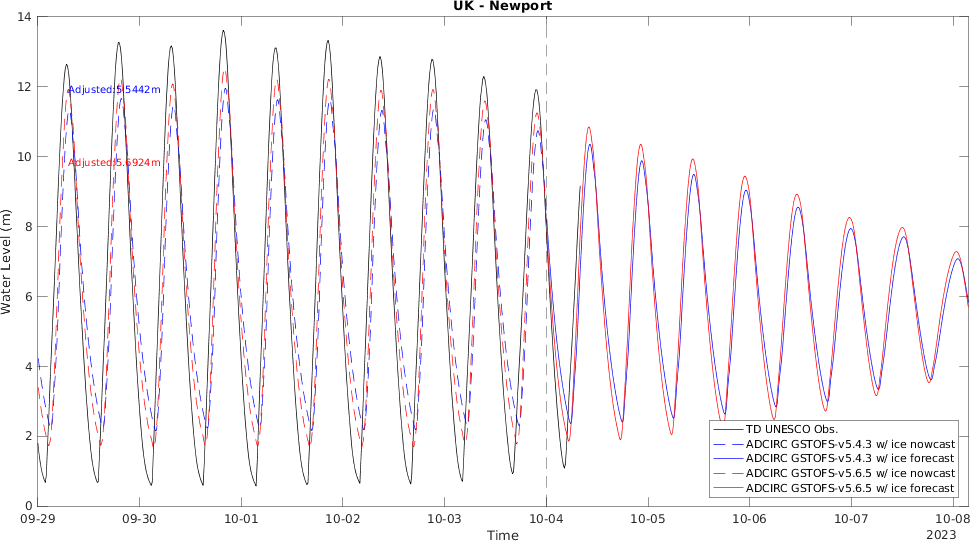 UK - Newport
14
12
10
8
6
4
2
0
Water Level (m)
Adjusted:5.5442m
Adjusted:5.6924m
TD UNESCO Obs.
ADCIRC GSTOFS-v5.4.3 w/ ice nowcast
ADCIRC GSTOFS-v5.4.3 w/ ice forecast
ADCIRC GSTOFS-v5.6.5 w/ ice nowcast
ADCIRC GSTOFS-v5.6.5 w/ ice forecast
09-29 09-30 10-01 10-02 10-03 10-04 10-05 10-06 10-07 10-08
Time 2023